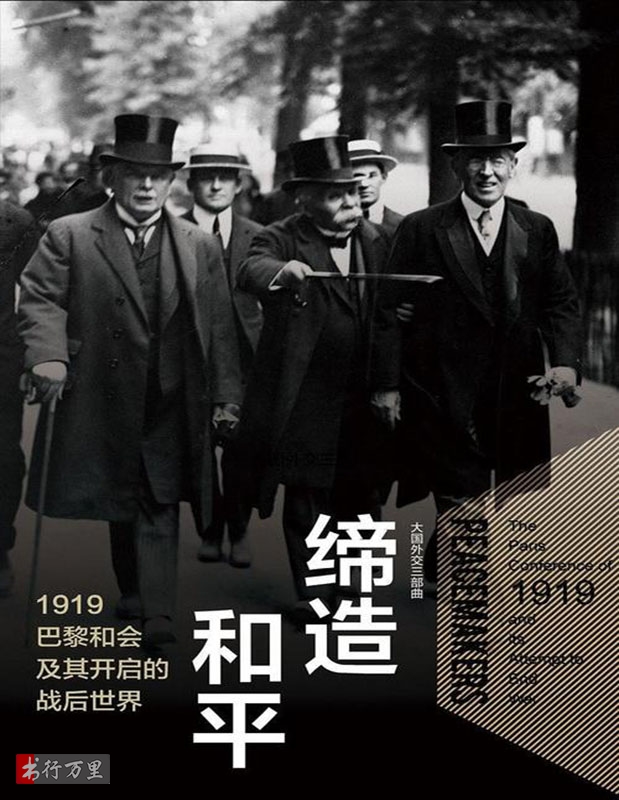 缔造
和平
大国外交三部曲
1919
巴黎和会
及其开启的
战后世界
PEACEMAKERS
The
Paris
Conference of
1919
and
Attempt to
End
War
书行万里